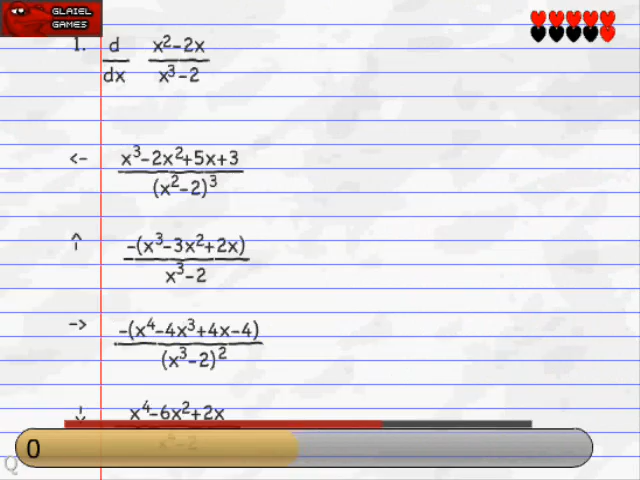 GLAIEL
GAMES
1. d/dx x²-2x/x³-2
<- x³-2x²+5x+3/(x²-2)³
^ -(x³-3x²+2x)/x³-2
-> -(x⁴-4x³+4x-4)/(x³-2)²
x⁴-6x²+2x
0
Q